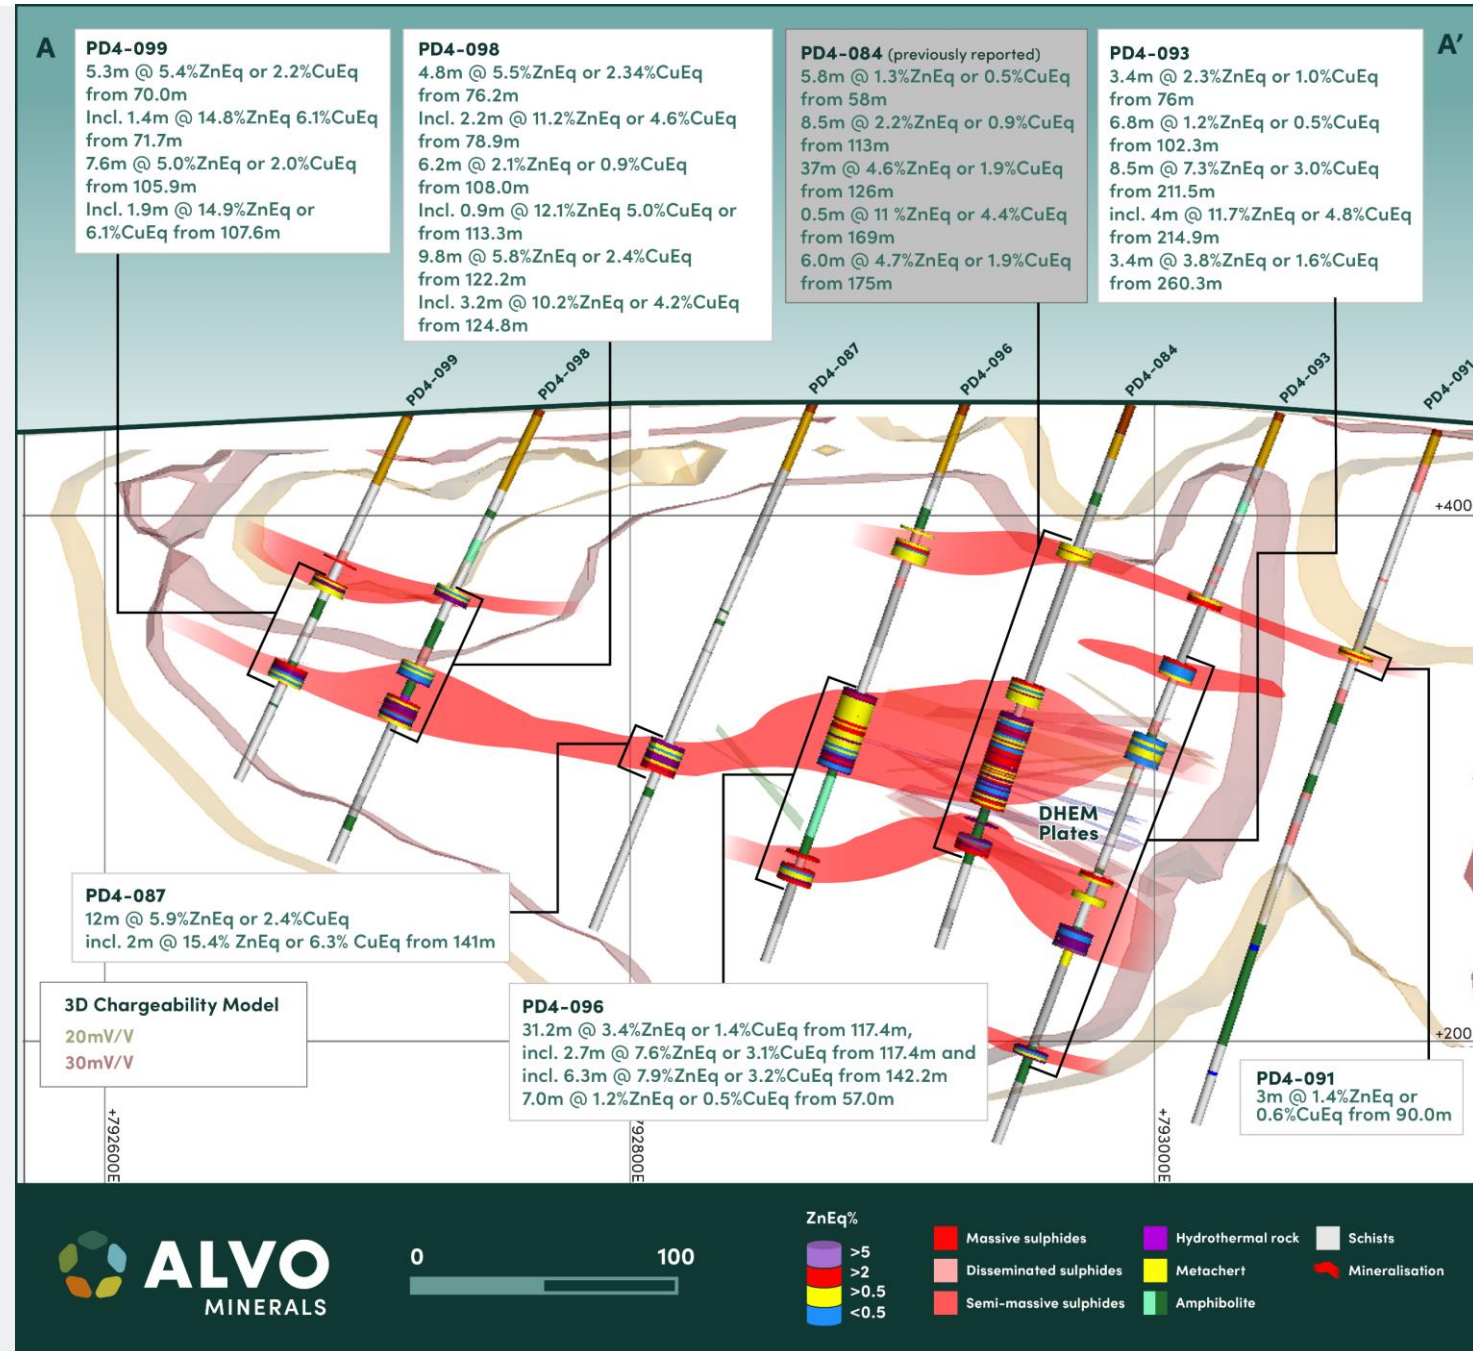 A
PD4-099
5.3m @ 5.4%ZnEq or 2.2%CuEq
from 70.0m
Incl. 1.4m @ 14.8%ZnEq 6.1%CuEq
from 71.7m
7.6m @ 5.0%ZnEq or 2.0%CuEq
from 105.9m
Incl. 1.9m @ 14.9%ZnEq or
6.1%CuEq from 107.6m
PD4-098
4.8m @ 5.5%ZnEq or 2.34%CuEq
from 76.2m
Incl. 2.2m @ 11.2%ZnEq or 4.6%CuEq
from 78.9m
6.2m @ 2.1%ZnEq or 0.9%CuEq
from 108.0m
Incl. 0.9m @ 12.1%ZnEq 5.0%CuEq or
from 113.3m
9.8m @ 5.8%ZnEq or 2.4%CuEq
from 122.2m
Incl. 3.2m @ 10.2%ZnEq or 4.2%CuEq
from 124.8m
PD4-084 (previously reported)
5.8m @ 1.3%ZnEq or 0.5%CuEq
from 58m
8.5m @ 2.2%ZnEq or 0.9%CuEq
from 113m
37m @ 4.6%ZnEq or 1.9%CuEq
from 126m
0.5m @ 11 %ZnEq or 4.4%CuEq
from 169m
6.0m @ 4.7%ZnEq or 1.9%CuEq
from 175m
PD4-093
3.4m @ 2.3%ZnEq or 1.0%CuEq
from 76m
6.8m @ 1.2%ZnEq or 0.5%CuEq
from 102.3m
8.5m @ 7.3%ZnEq or 3.0%CuEq
from 211.5m
incl. 4m @ 11.7%ZnEq or 4.8%CuEq
from 214.9m
3.4m @ 3.8%ZnEq or 1.6%CuEq
from 260.3m
A'
PD4-099
PD4-098
PD4-087
PD4-096
PD4-084
PD4-093
PD4-091
+400
DHEM
Plates
PD4-087
12m @ 5.9%ZnEq or 2.4%CuEq
incl. 2m @ 15.4% ZnEq or 6.3% CuEq from 141m
3D Chargeability Model
20mV/V
30mV/V
PD4-096
31.2m @ 3.4%ZnEq or 1.4%CuEq from 117.4m,
incl. 2.7m @ 7.6%ZnEq or 3.1%CuEq from 117.4m and
incl. 6.3m @ 7.9%ZnEq or 3.2%CuEq from 142.2m
7.0m @ 1.2%ZnEq or 0.5%CuEq from 57.0m
+200
PD4-091
3m @ 1.4%ZnEq or
0.6%CuEq from 90.0m
+792600E
792800E
+793000E
ALVO
MINERALS
0 100
ZnEq%
>5
>2
>0.5
<0.5
Massive sulphides
Disseminated sulphides
Semi-massive sulphides
Hydrothermal rock
Metachert
Amphibolite
Schists
Mineralisation